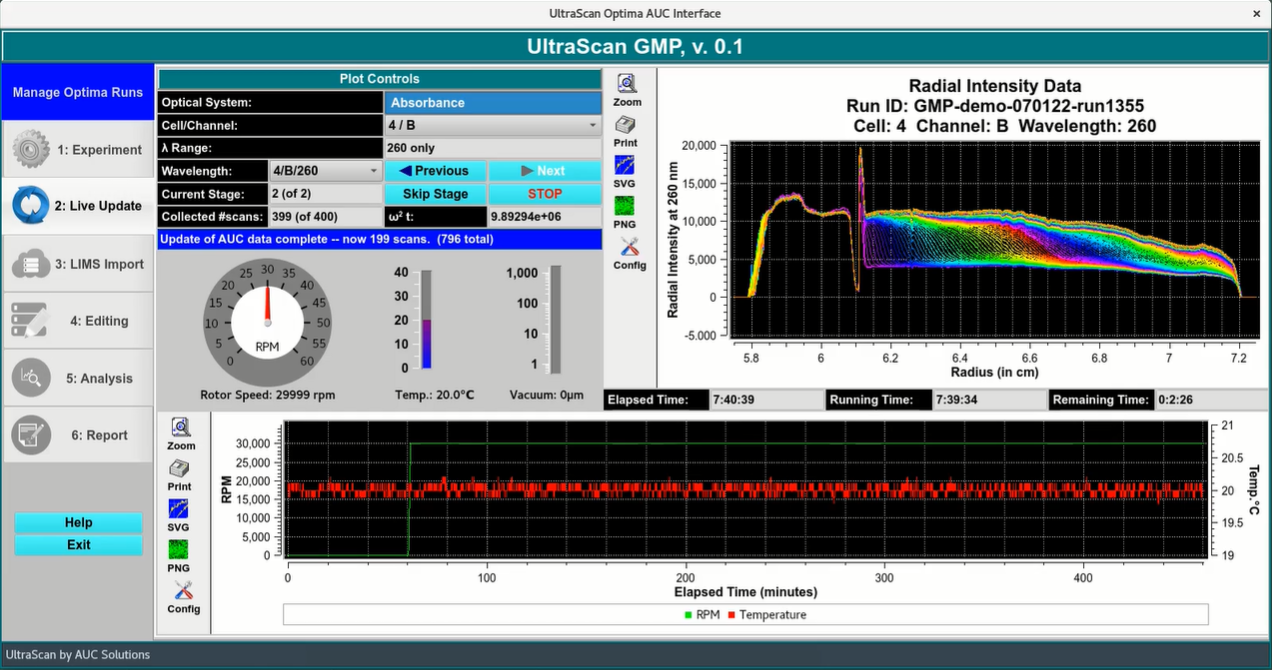 UltraScan Optima AUC Interface
×
UltraScan GMP, v. 0.1
Manage Optima Runs
1: Experiment
2: Live Update
3: LIMS Import
4: Editing
5: Analysis
6: Report
Help
Exit
Plot Controls
Optical System: Absorbance
Cell/Channel: 4 / B
λ Range: 260 only
Wavelength: 4/B/260 Previous Next
Current Stage: 2 (of 2) Skip Stage STOP
Collected #scans: 399 (of 400) ω² t: 9.89294e+06
Update of AUC data complete -- now 199 scans. (796 total)
0 5 10 15 20 25 30 35 40 45 50 55 60
RPM
Rotor Speed: 29999 rpm
40
30
20
10
0
Temp.: 20.0°C
1,000
100
10
1
Vacuum: 0µm
Zoom
Print
SVG
PNG
Config
Radial Intensity Data
Run ID: GMP-demo-070122-run1355
Cell: 4 Channel: B Wavelength: 260
Radial Intensity at 260 nm
20,000
15,000
10,000
5,000
0
-5,000
5.8 6 6.2 6.4 6.6 6.8 7 7.2
Radius (in cm)
Elapsed Time: 7:40:39 Running Time: 7:39:34 Remaining Time: 0:2:26
Zoom
Print
SVG
PNG
Config
RPM
30,000
25,000
20,000
15,000
10,000
5,000
0
21
20.5
20
19.5
19
Temp.°C
0 100 200 300 400
Elapsed Time (minutes)
RPM Temperature
UltraScan by AUC Solutions